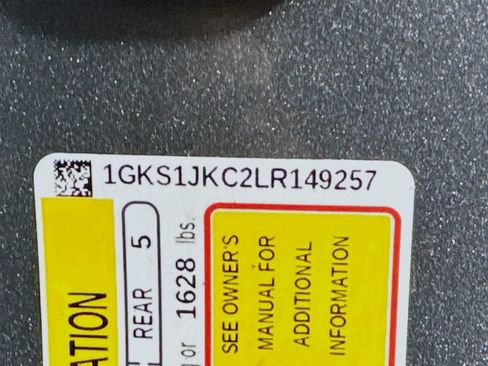 1GKS1JKC2LR149257
ATION
REAR 5
or 1628 lbs.
SEE OWNER'S
MANUAL FOR
ADDITIONAL
INFORMATION